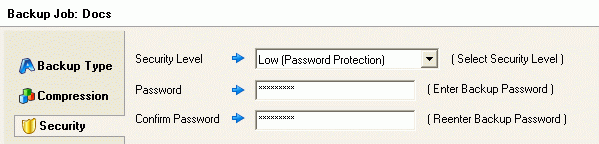 Backup Job: Docs
Backup Type
Compression
Security
Security Level Low (Password Protection) ( Select Security Level )
Password ********* ( Enter Backup Password )
Confirm Password ********* ( Reenter Backup Password )